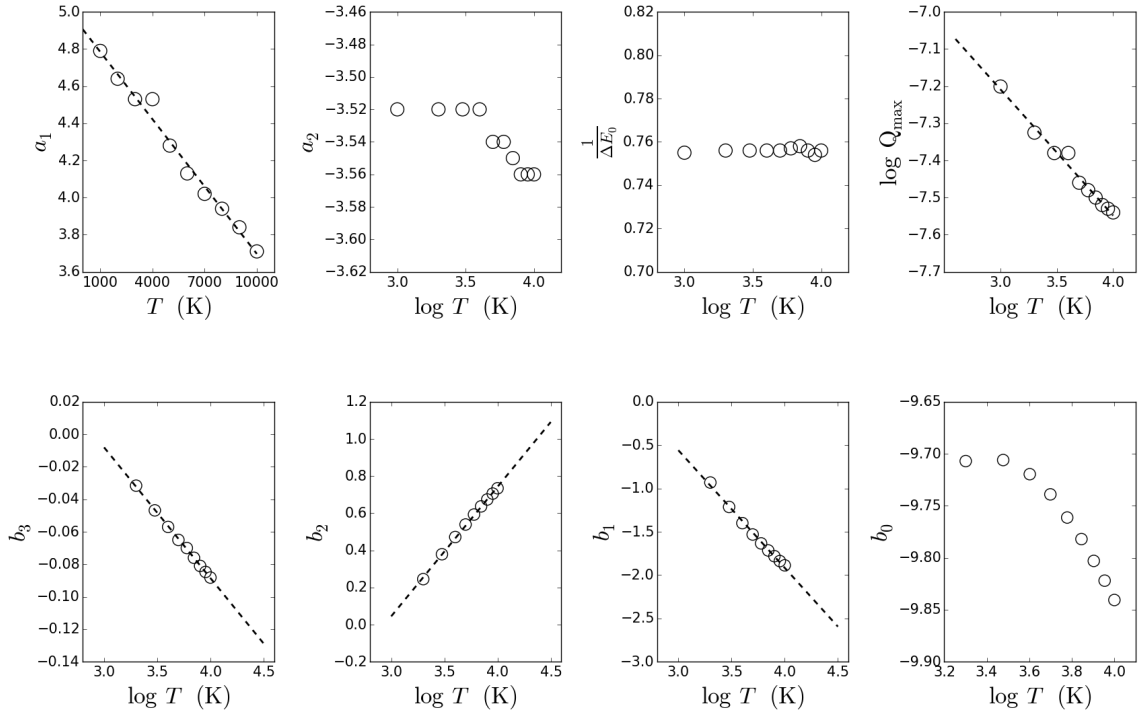 5.0 −3.46 0.82 −7.0
4.8 −3.48 0.80 −7.1
4.6 −3.50 0.78 −7.2
4.4 −3.52 0.76 −7.3
4.2 −3.54 0.74 −7.4
4.0 −3.56 0.72 −7.5
3.8 −3.58 0.70 −7.6
3.6 −3.60 −7.7
−3.62
a₁ a₂ 1/ΔE₀ log Q_max
1000 4000 7000 10000 3.0 3.5 4.0 3.0 3.5 4.0 3.0 3.5 4.0
T (K) log T (K) log T (K) log T (K)
0.02 1.2 0.0 −9.65
0.00 1.0 −0.5 −9.70
−0.02 0.8 −1.0 −9.75
−0.04 0.6 −1.5 −9.80
−0.06 0.4 −2.0 −9.85
−0.08 0.2 −2.5 −9.90
−0.10 0.0 −3.0
−0.12 −0.2
−0.14
b₃ b₂ b₁ b₀
3.0 3.5 4.0 4.5 3.0 3.5 4.0 4.5 3.0 3.5 4.0 4.5 3.2 3.4 3.6 3.8 4.0
log T (K) log T (K) log T (K) log T (K)